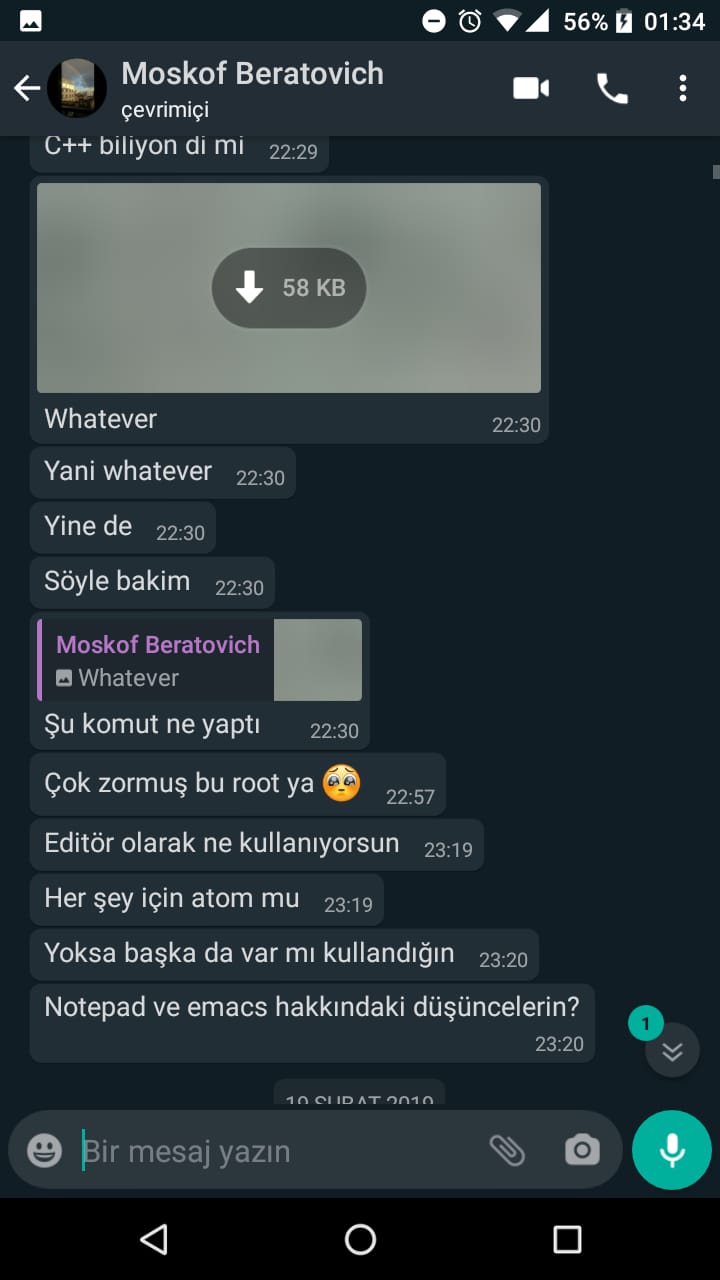 56% 01:34
Moskof Beratovich
çevrimiçi
C++ biliyon di mi 22:29
58 KB
Whatever 22:30
Yani whatever 22:30
Yine de 22:30
Söyle bakim 22:30
Moskof Beratovich
Whatever
Şu komut ne yaptı 22:30
Çok zormuş bu root ya 🥺 22:57
Editör olarak ne kullanıyorsun 23:19
Her şey için atom mu 23:19
Yoksa başka da var mı kullandığın 23:20
Notepad ve emacs hakkındaki düşüncelerin?
23:20
1
19 ŞUBAT 2019
Bir mesaj yazın